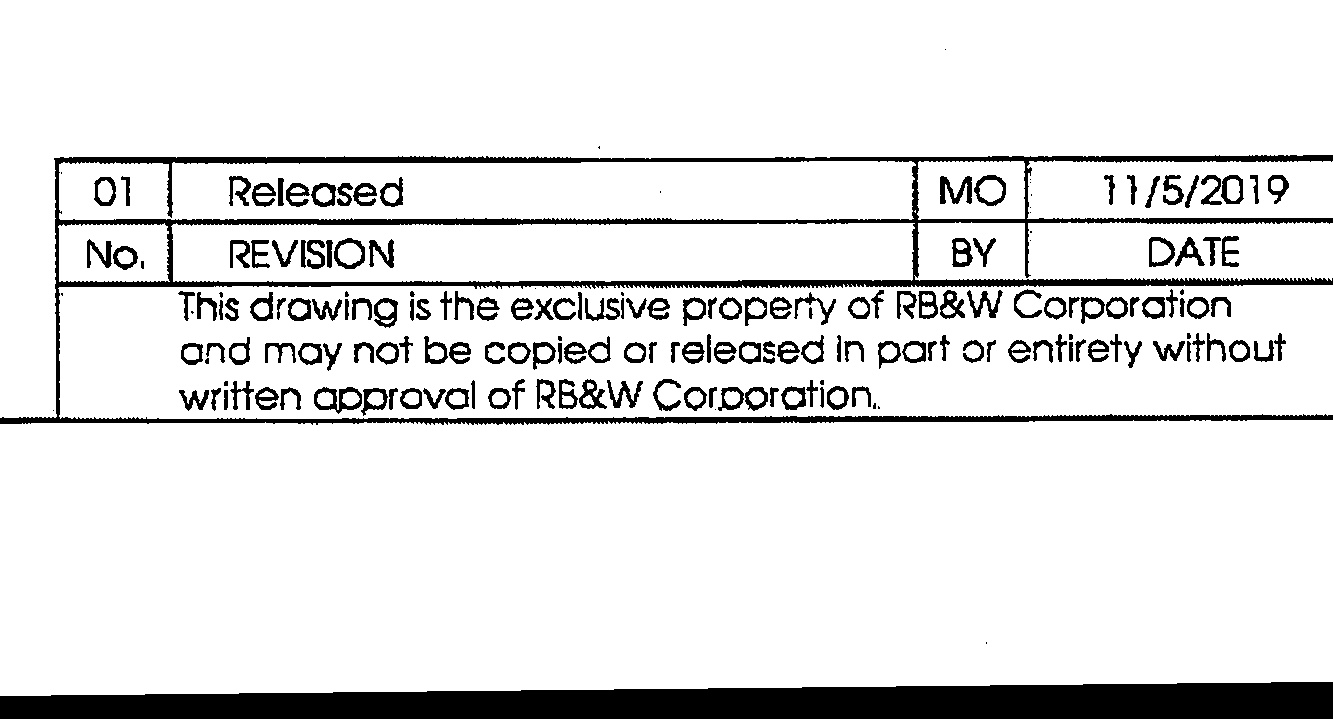 01 Released MO 11/5/2019
No. REVISION BY DATE
This drawing is the exclusive property of RB&W Corporation
and may not be copied or released in part or entirety without
written approval of RB&W Corporation.